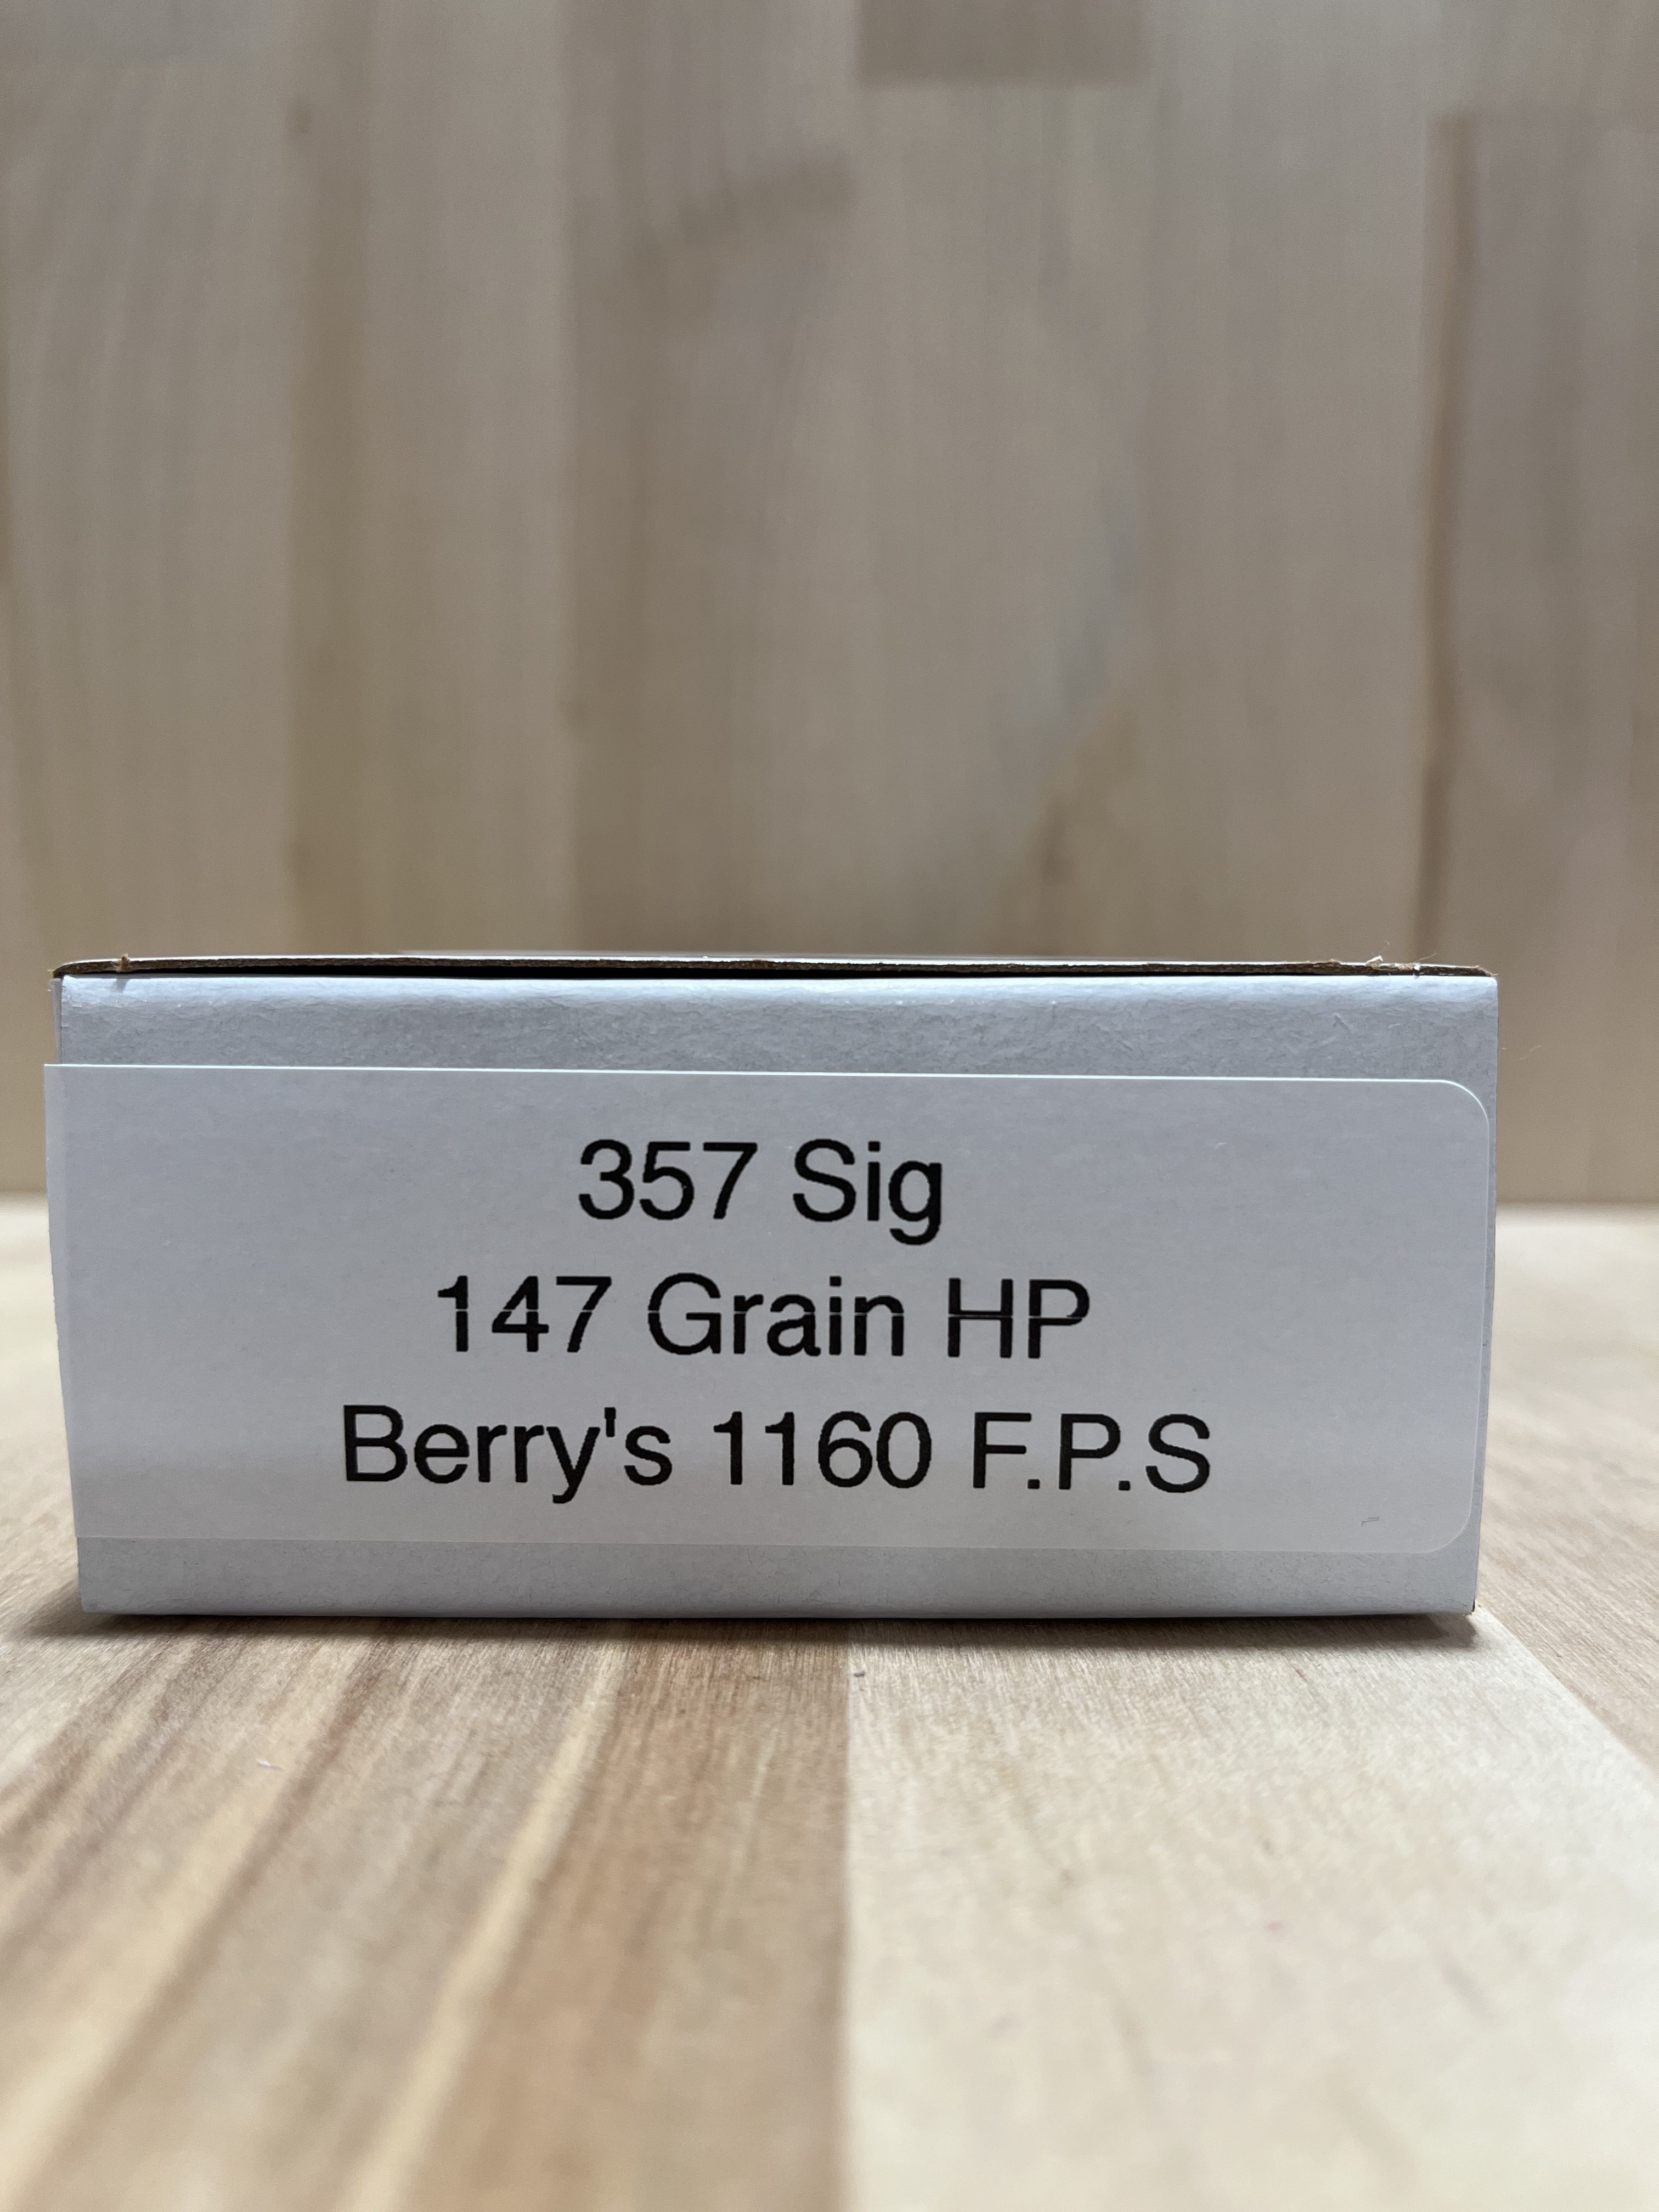 357 Sig
147 Grain HP
Berry's 1160 F.P.S